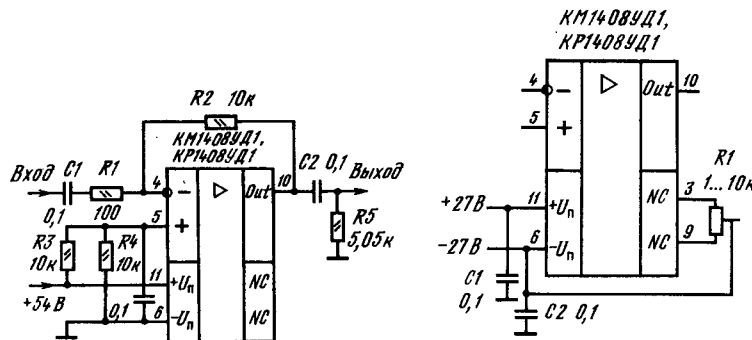 R2 10к
КМ1408УД1,
КР1408УД1
Вход
C1
R1
0,1
100
4
−
5
+
Out
10
C2 0,1
Выход
R5
5,05к
R3
10к
R4
10к
+54В
0,1
11
+Uп
6
−Uп
NC
NC
КМ1408УД1,
КР1408УД1
4
−
5
+
Out
10
R1
1...10к
+27В
11
+Uп
−27В
6
−Uп
NC
3
NC
9
C1
0,1
C2 0,1